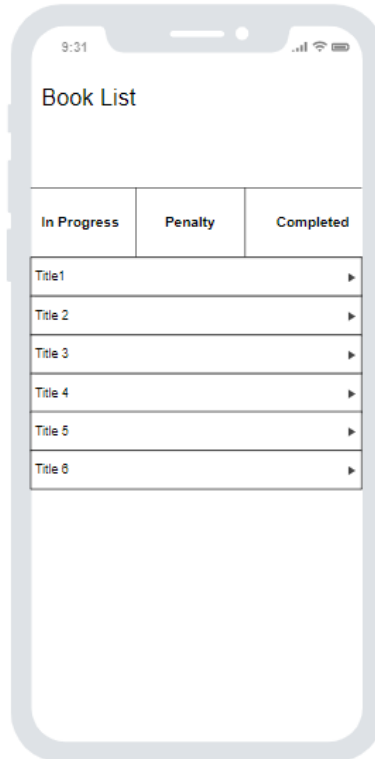 9:31
Book List
In Progress Penalty Completed
Title1
Title 2
Title 3
Title 4
Title 5
Title 6